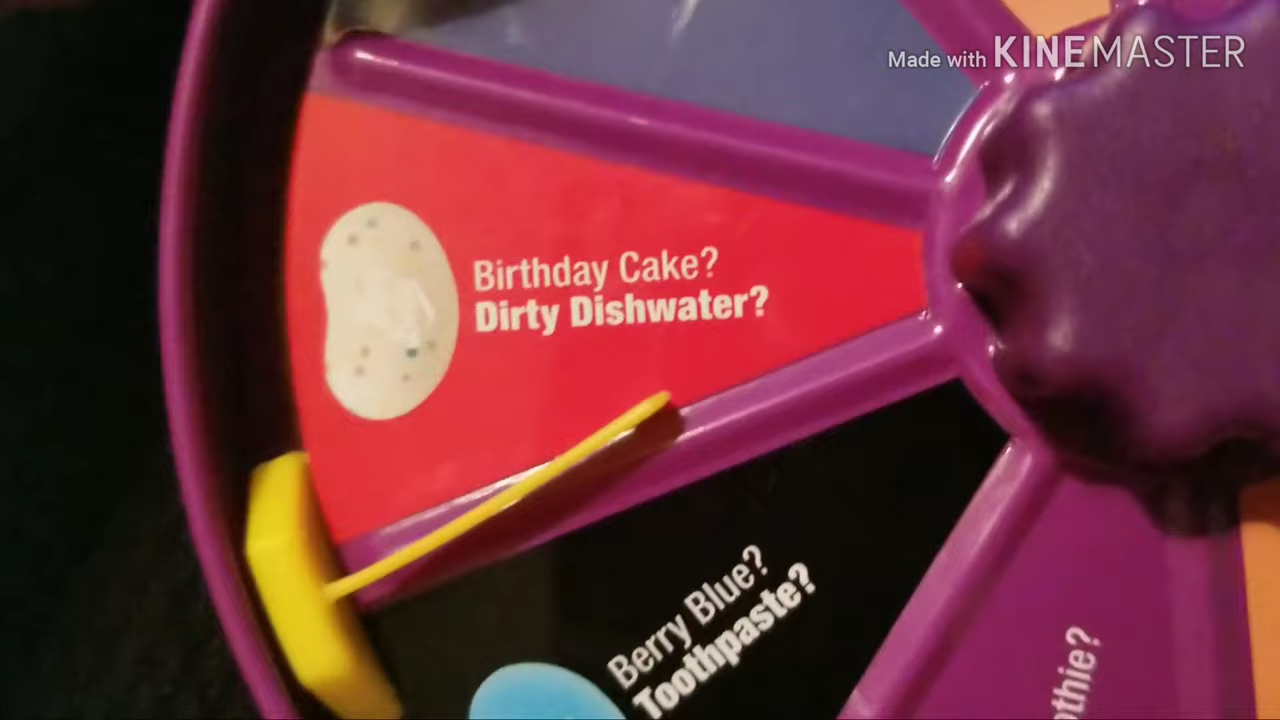 Made with KINEMASTER
Birthday Cake?
Dirty Dishwater?
Berry Blue?
Toothpaste?